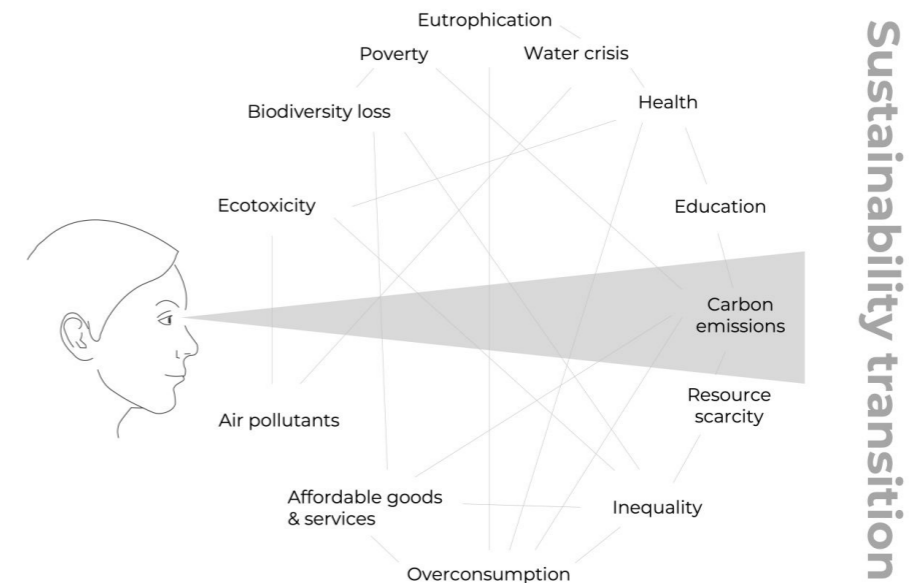 Eutrophication
Poverty
Water crisis
Biodiversity loss
Health
Ecotoxicity
Education
Carbon
emissions
Resource
scarcity
Air pollutants
Affordable goods
& services
Inequality
Overconsumption
Sustainability transition